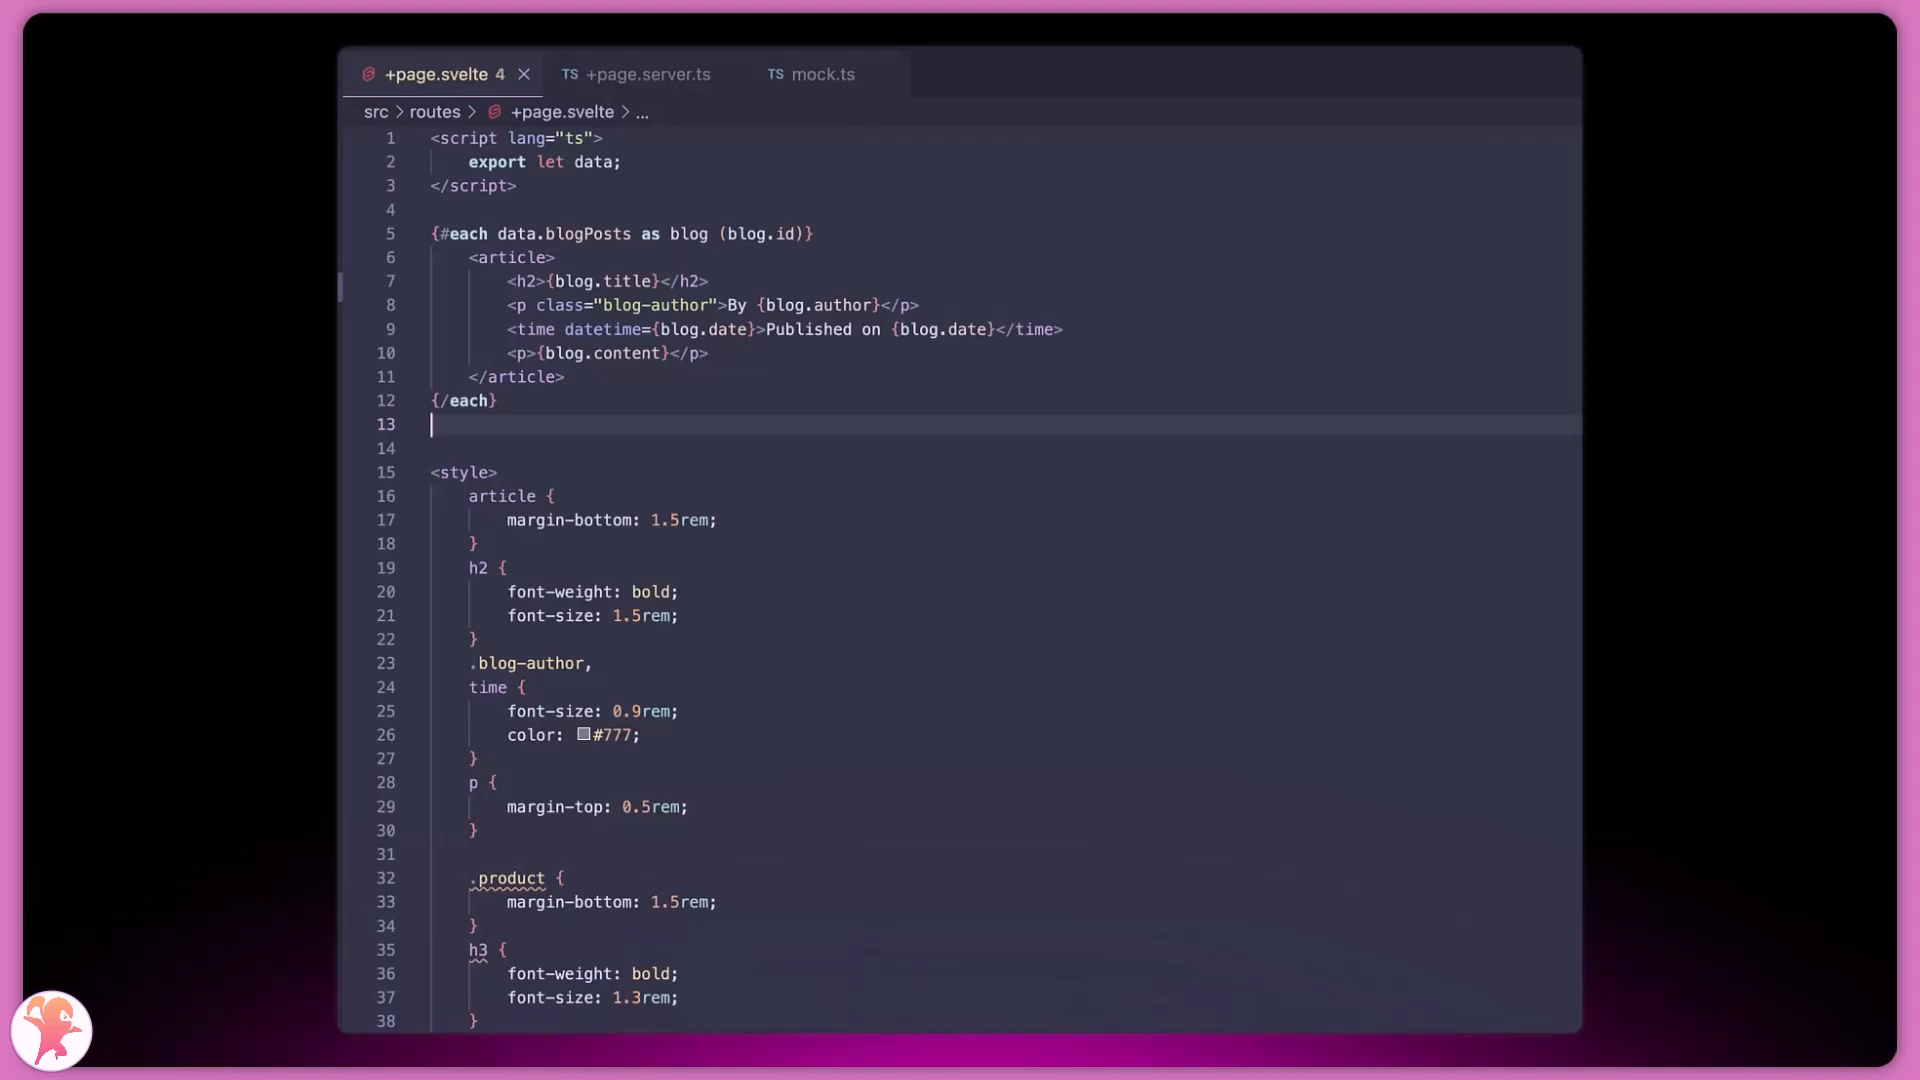 +page.svelte 4 TS +page.server.ts TS mock.ts
src > routes > +page.svelte > ...
1 <script lang="ts">
2 export let data;
3 </script>
4
5 {#each data.blogPosts as blog (blog.id)}
6 <article>
7 <h2>{blog.title}</h2>
8 <p class="blog-author">By {blog.author}</p>
9 <time datetime={blog.date}>Published on {blog.date}</time>
10 <p>{blog.content}</p>
11 </article>
12 {/each}
13
14
15 <style>
16 article {
17 margin-bottom: 1.5rem;
18 }
19 h2 {
20 font-weight: bold;
21 font-size: 1.5rem;
22 }
23 .blog-author,
24 time {
25 font-size: 0.9rem;
26 color: #777;
27 }
28 p {
29 margin-top: 0.5rem;
30 }
31
32 .product {
33 margin-bottom: 1.5rem;
34 }
35 h3 {
36 font-weight: bold;
37 font-size: 1.3rem;
38 }